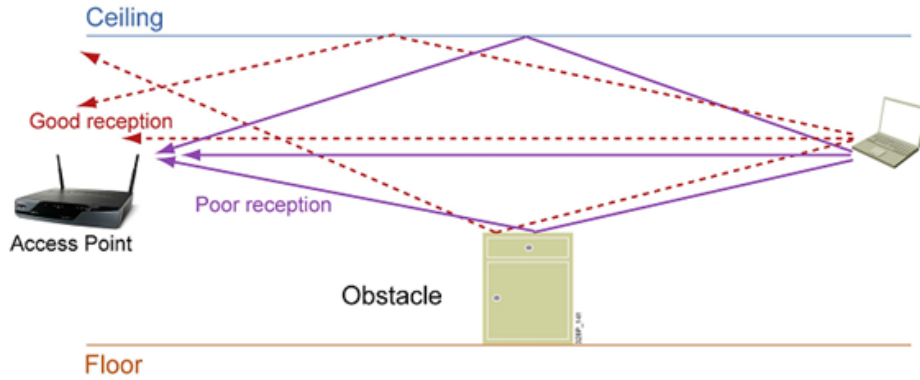 Ceiling
Good reception
Poor reception
Access Point
Obstacle
Floor